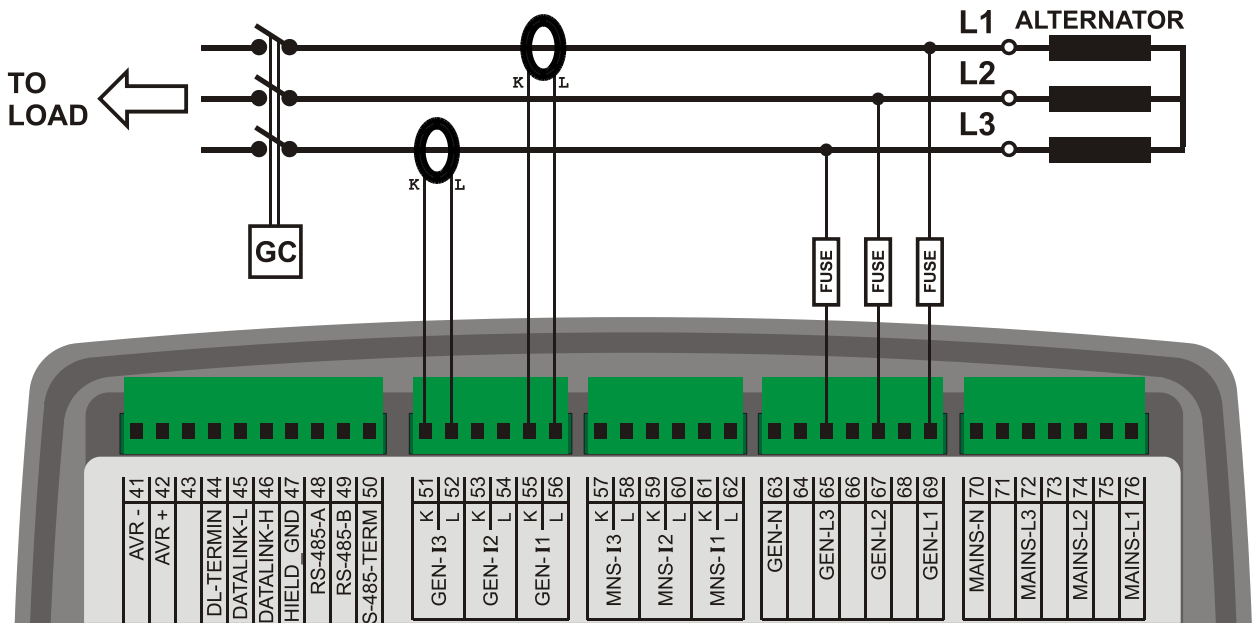 L1 ALTERNATOR
TO
LOAD
L2
L3
K L
K L
GC
FUSE
FUSE
FUSE
41
42
43
44
45
46
47
48
49
50
51
52
53
54
55
56
57
58
59
60
61
62
63
64
65
66
67
68
69
70
71
72
73
74
75
76
AVR -
AVR +
DL-TERMIN
DATALINK-L
DATALINK-H
HIELD_GND
RS-485-A
RS-485-B
S-485-TERM
K
L
K
L
K
L
GEN-I3
GEN-I2
GEN-I1
K
L
K
L
K
L
MNS-I3
MNS-I2
MNS-I1
GEN-N
GEN-L3
GEN-L2
GEN-L1
MAINS-N
MAINS-L3
MAINS-L2
MAINS-L1